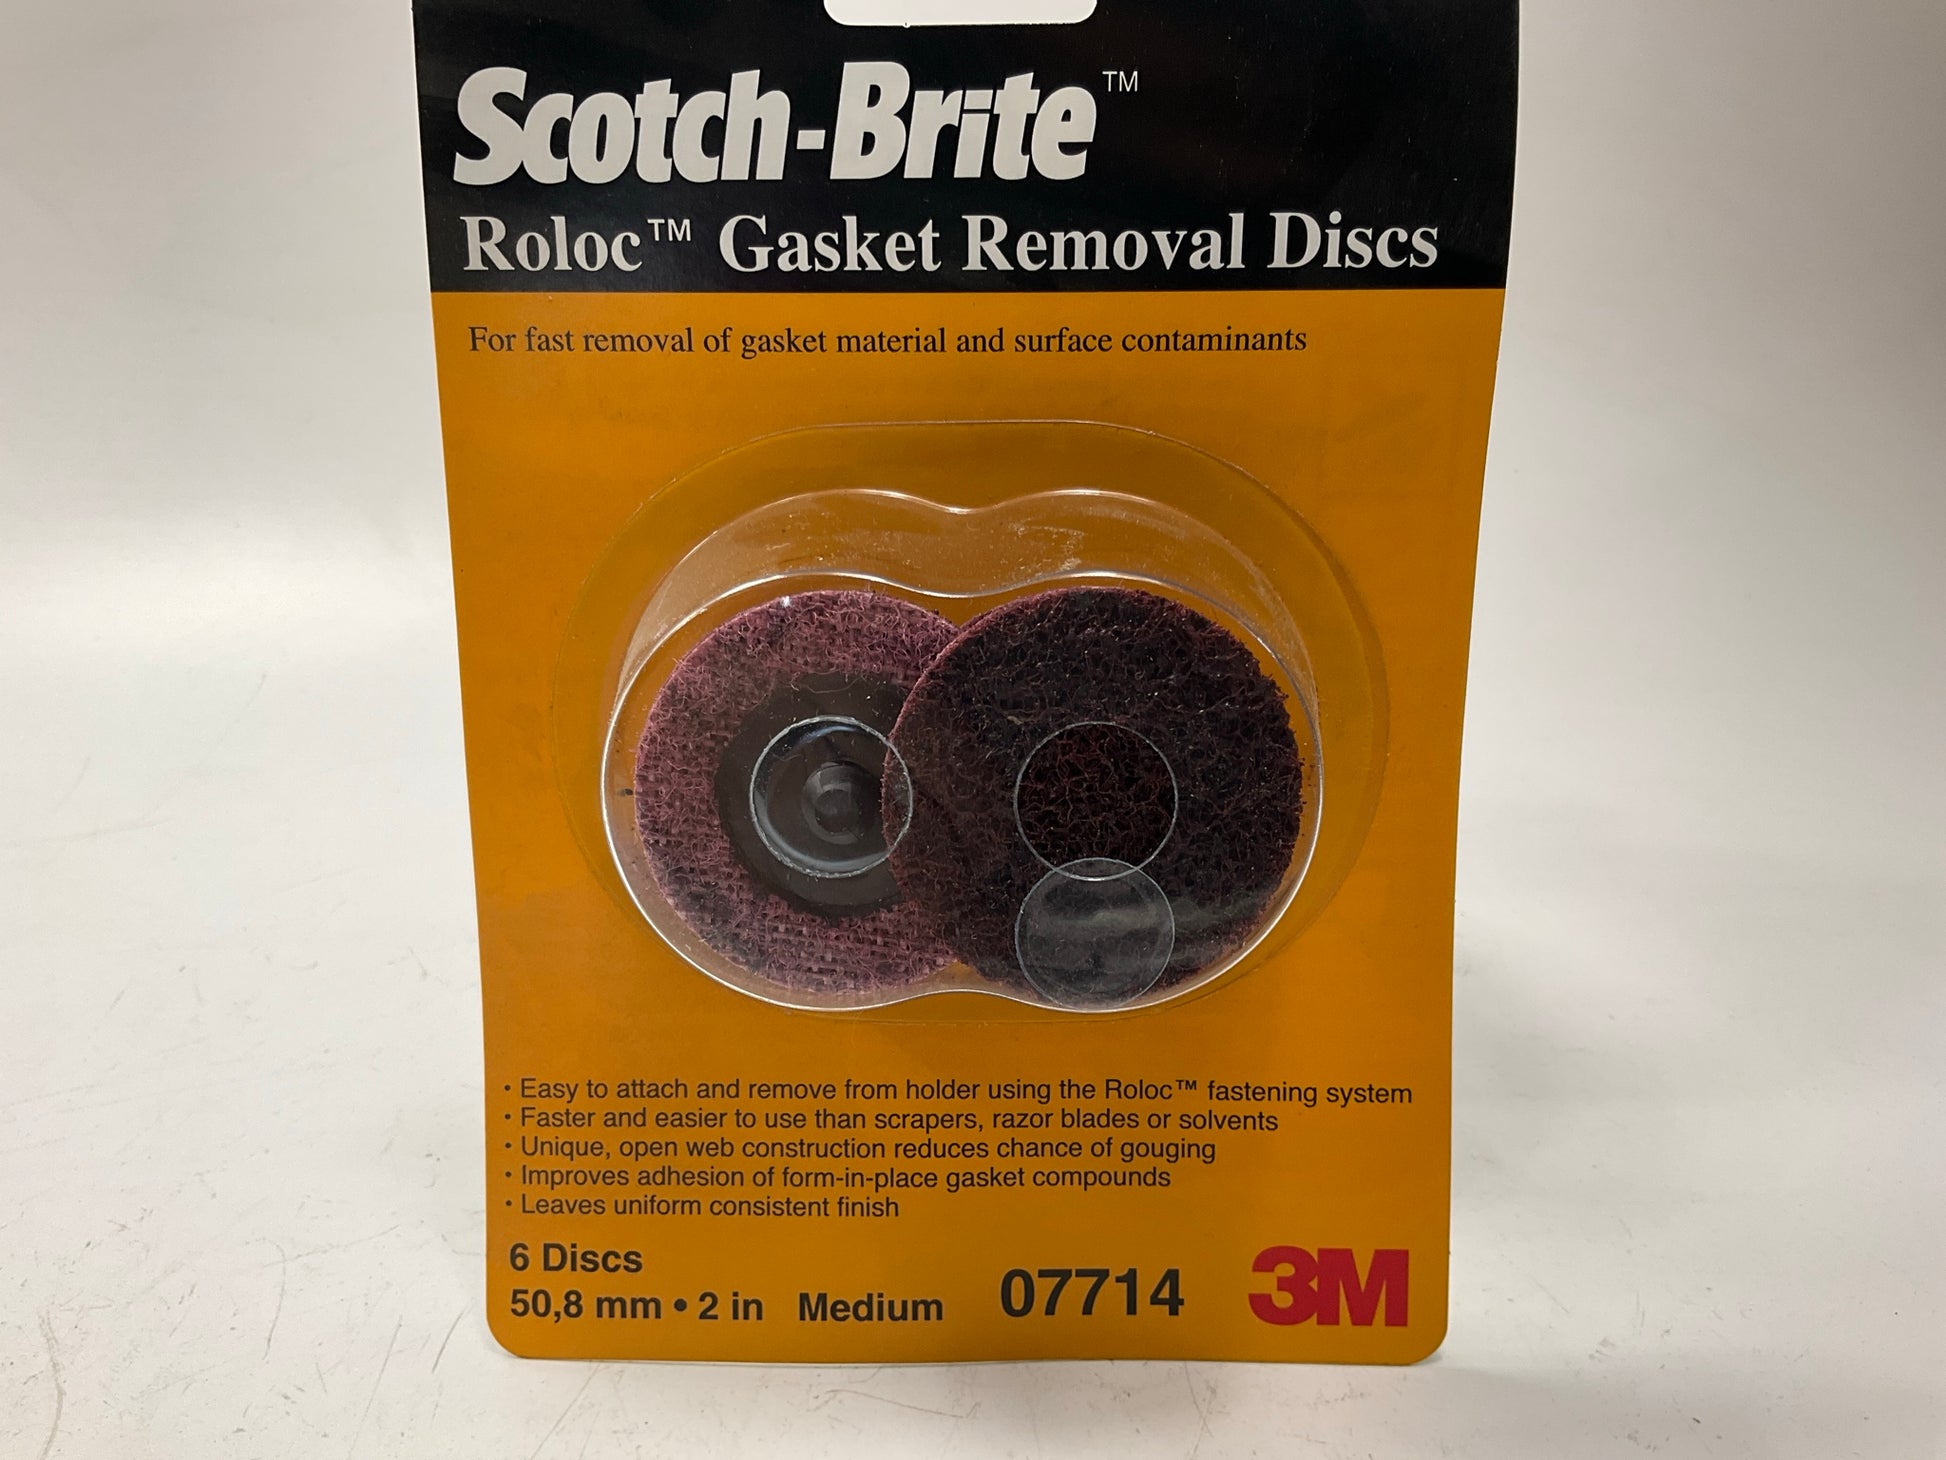 Scotch-Brite™
Roloc™ Gasket Removal Discs
For fast removal of gasket material and surface contaminants
• Easy to attach and remove from holder using the Roloc™ fastening system
• Faster and easier to use than scrapers, razor blades or solvents
• Unique, open web construction reduces chance of gouging
• Improves adhesion of form-in-place gasket compounds
• Leaves uniform consistent finish
6 Discs
50,8 mm • 2 in Medium 07714 3M